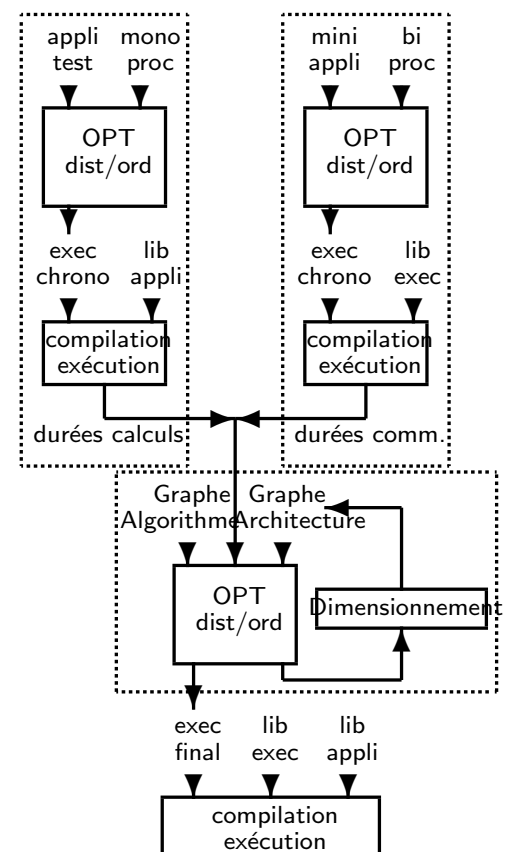 appli mono
test proc
OPT
dist/ord
exec lib
chrono appli
compilation
exécution
durées calculs
mini bi
appli proc
OPT
dist/ord
exec lib
chrono exec
compilation
exécution
durées comm.
Graphe Graphe
Algorithme Architecture
OPT
dist/ord
Dimensionnement
exec lib lib
final exec appli
compilation
exécution